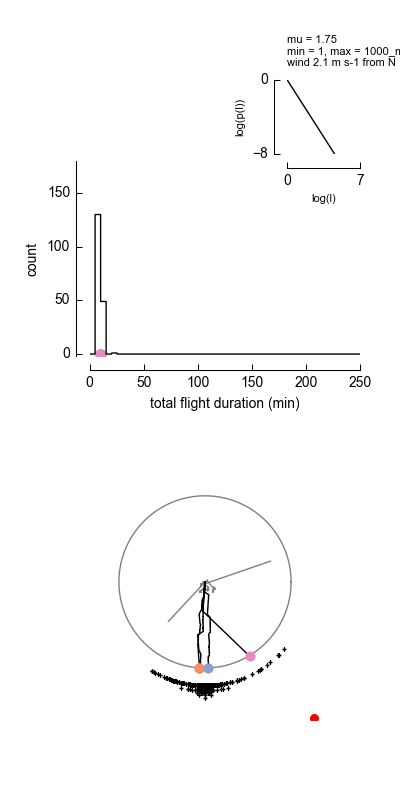 mu = 1.75
min = 1, max = 1000_m
wind 2.1 m s-1 from N
0
log(p(l))
−8
0 7
log(l)
150
count
100
50
0
0 50 100 150 200 250
total flight duration (min)